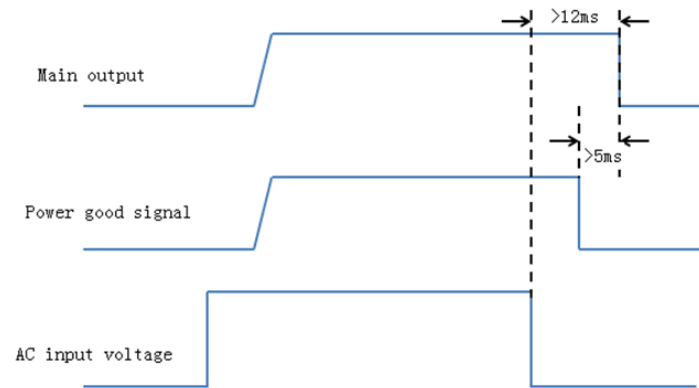 >12ms
Main output
>5ms
Power good signal
AC input voltage